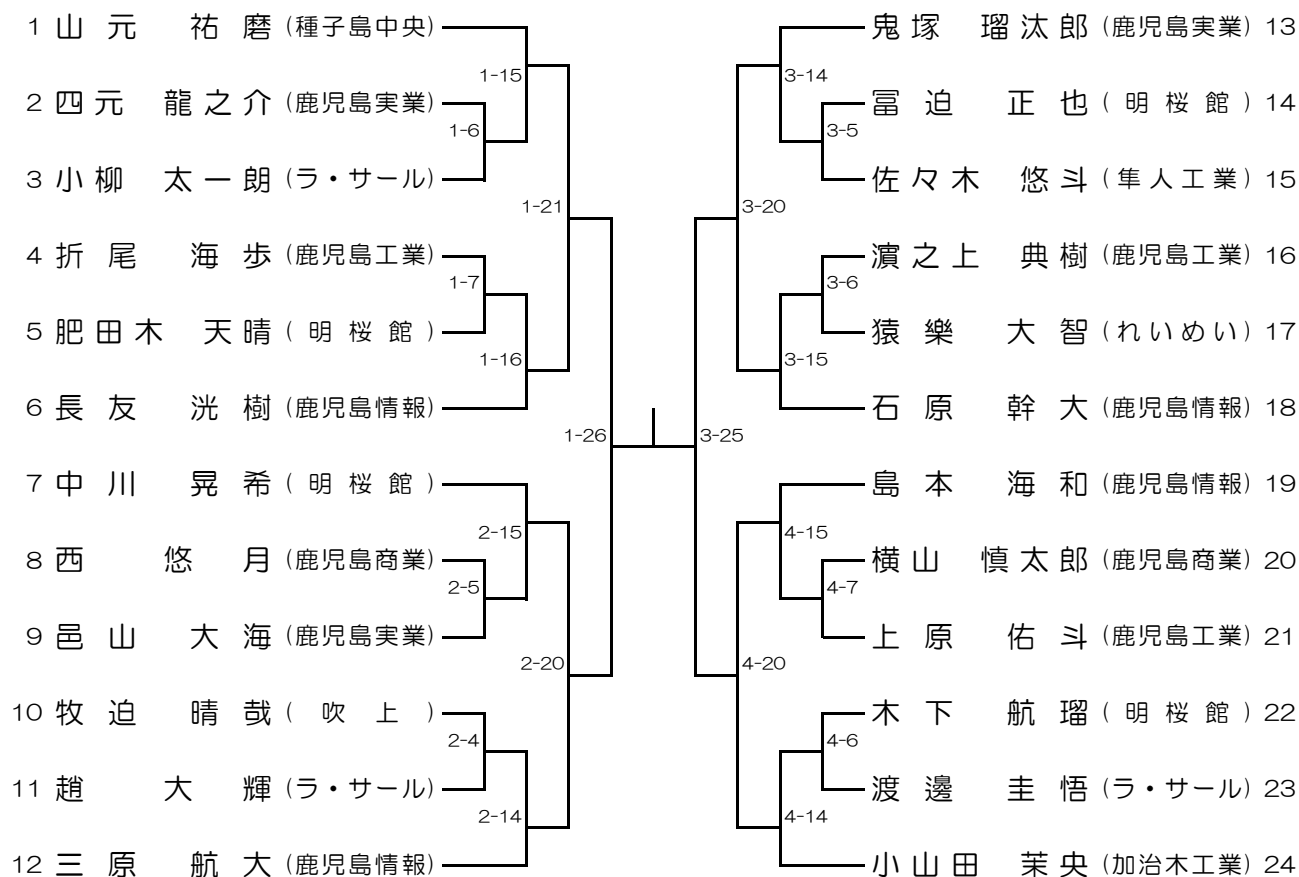 1 山元 祐磨 (種子島中央)
1-15
2 四元 龍之介 (鹿児島実業)
1-6
3 小柳 太一朗 (ラ・サール)
1-21
4 折尾 海歩 (鹿児島工業)
1-7
5 肥田木 天晴 (明桜館)
1-16
6 長友 洸樹 (鹿児島情報)
1-26
7 中川 晃希 (明桜館)
2-15
8 西 悠月 (鹿児島商業)
2-5
9 邑山 大海 (鹿児島実業)
2-20
10 牧迫 晴哉 (吹上)
2-4
11 趙 大輝 (ラ・サール)
2-14
12 三原 航大 (鹿児島情報)
鬼塚 瑠汰郎 (鹿児島実業) 13
3-14
冨迫 正也 (明桜館) 14
3-5
佐々木 悠斗 (隼人工業) 15
3-20
濵之上 典樹 (鹿児島工業) 16
3-6
猿樂 大智 (れいめい) 17
3-15
石原 幹大 (鹿児島情報) 18
3-25
島本 海和 (鹿児島情報) 19
4-15
横山 慎太郎 (鹿児島商業) 20
4-7
上原 佑斗 (鹿児島工業) 21
4-20
木下 航瑠 (明桜館) 22
4-6
渡邊 圭悟 (ラ・サール) 23
4-14
小山田 茉央 (加治木工業) 24